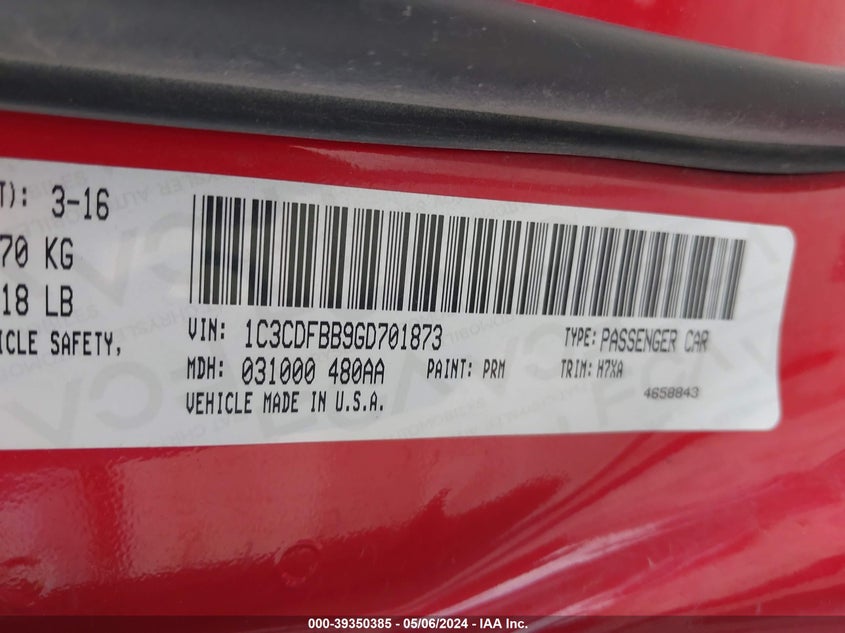 T): 3-16
70 KG
18 LB
ICLE SAFETY,
VIN: 1C3CDFBB9GD701873
TYPE: PASSENGER CAR
MDH: 031000 480AA
PAINT: PRM
TRIM: H7XA
VEHICLE MADE IN U.S.A.
4658843
000-39350385 - 05/06/2024 - IAA Inc.